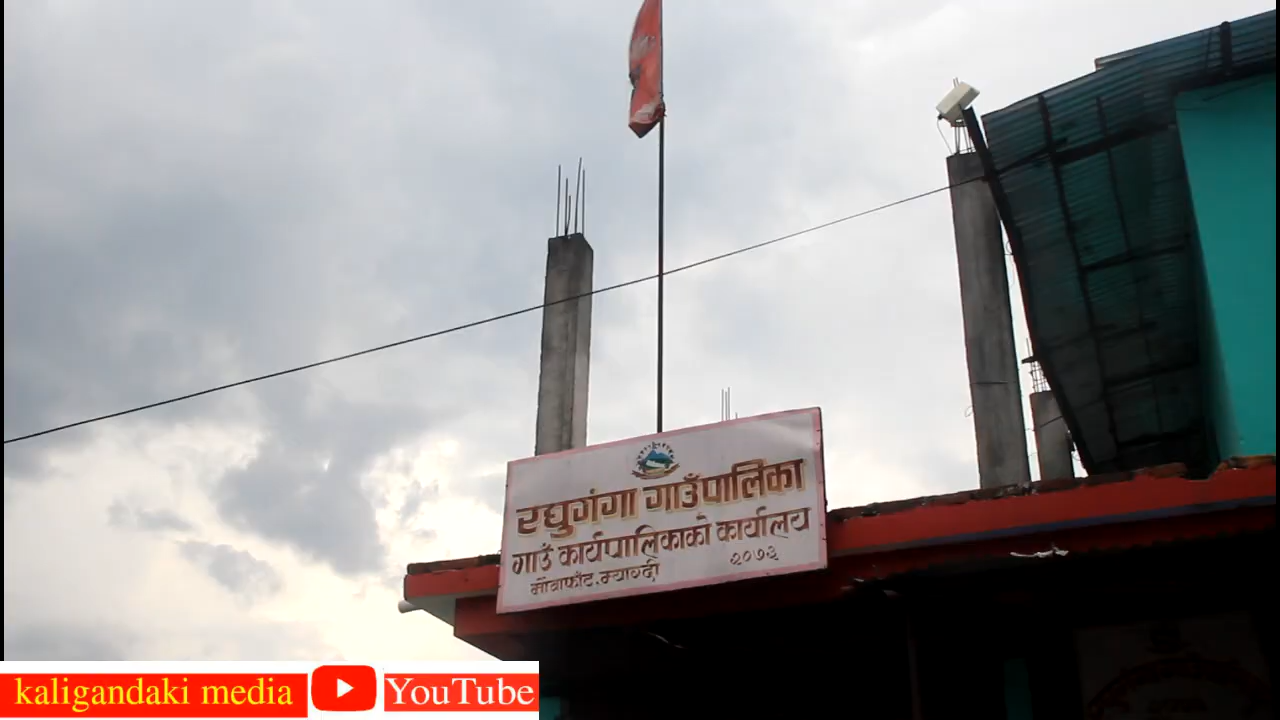 रघुगंगा गाउँपालिका
गाउँ कार्यपालिकाको कार्यालय
मौवाफाँट, म्याग्दी २०७३
kaligandaki media YouTube